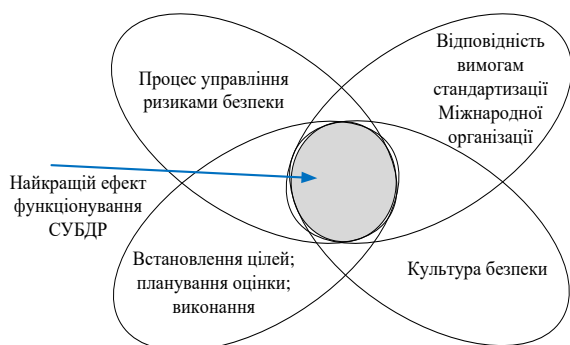 Процес управління
ризиками безпеки
Відповідність
вимогам
стандартизації
Міжнародної
організації
Найкращій ефект
функціонування
СУБДР
Встановлення цілей;
планування оцінки;
виконання
Культура безпеки